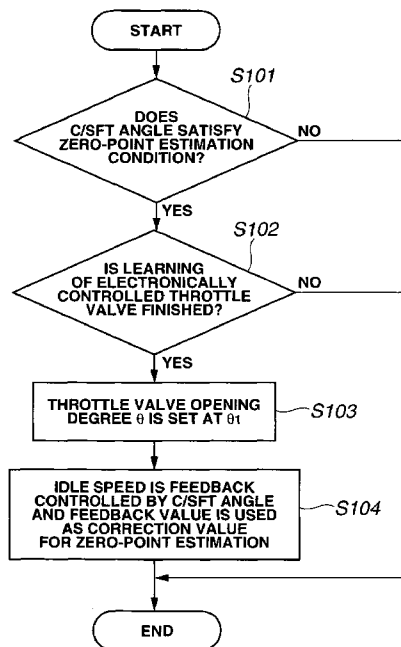 START
S101
DOES
C/SFT ANGLE SATISFY
ZERO-POINT ESTIMATION
CONDITION?
NO
YES
S102
IS LEARNING
OF ELECTRONICALLY
CONTROLLED THROTTLE
VALVE FINISHED?
NO
YES
THROTTLE VALVE OPENING
DEGREE θ IS SET AT θ1
S103
IDLE SPEED IS FEEDBACK
CONTROLLED BY C/SFT ANGLE
AND FEEDBACK VALUE IS USED
AS CORRECTION VALUE
FOR ZERO-POINT ESTIMATION
S104
END